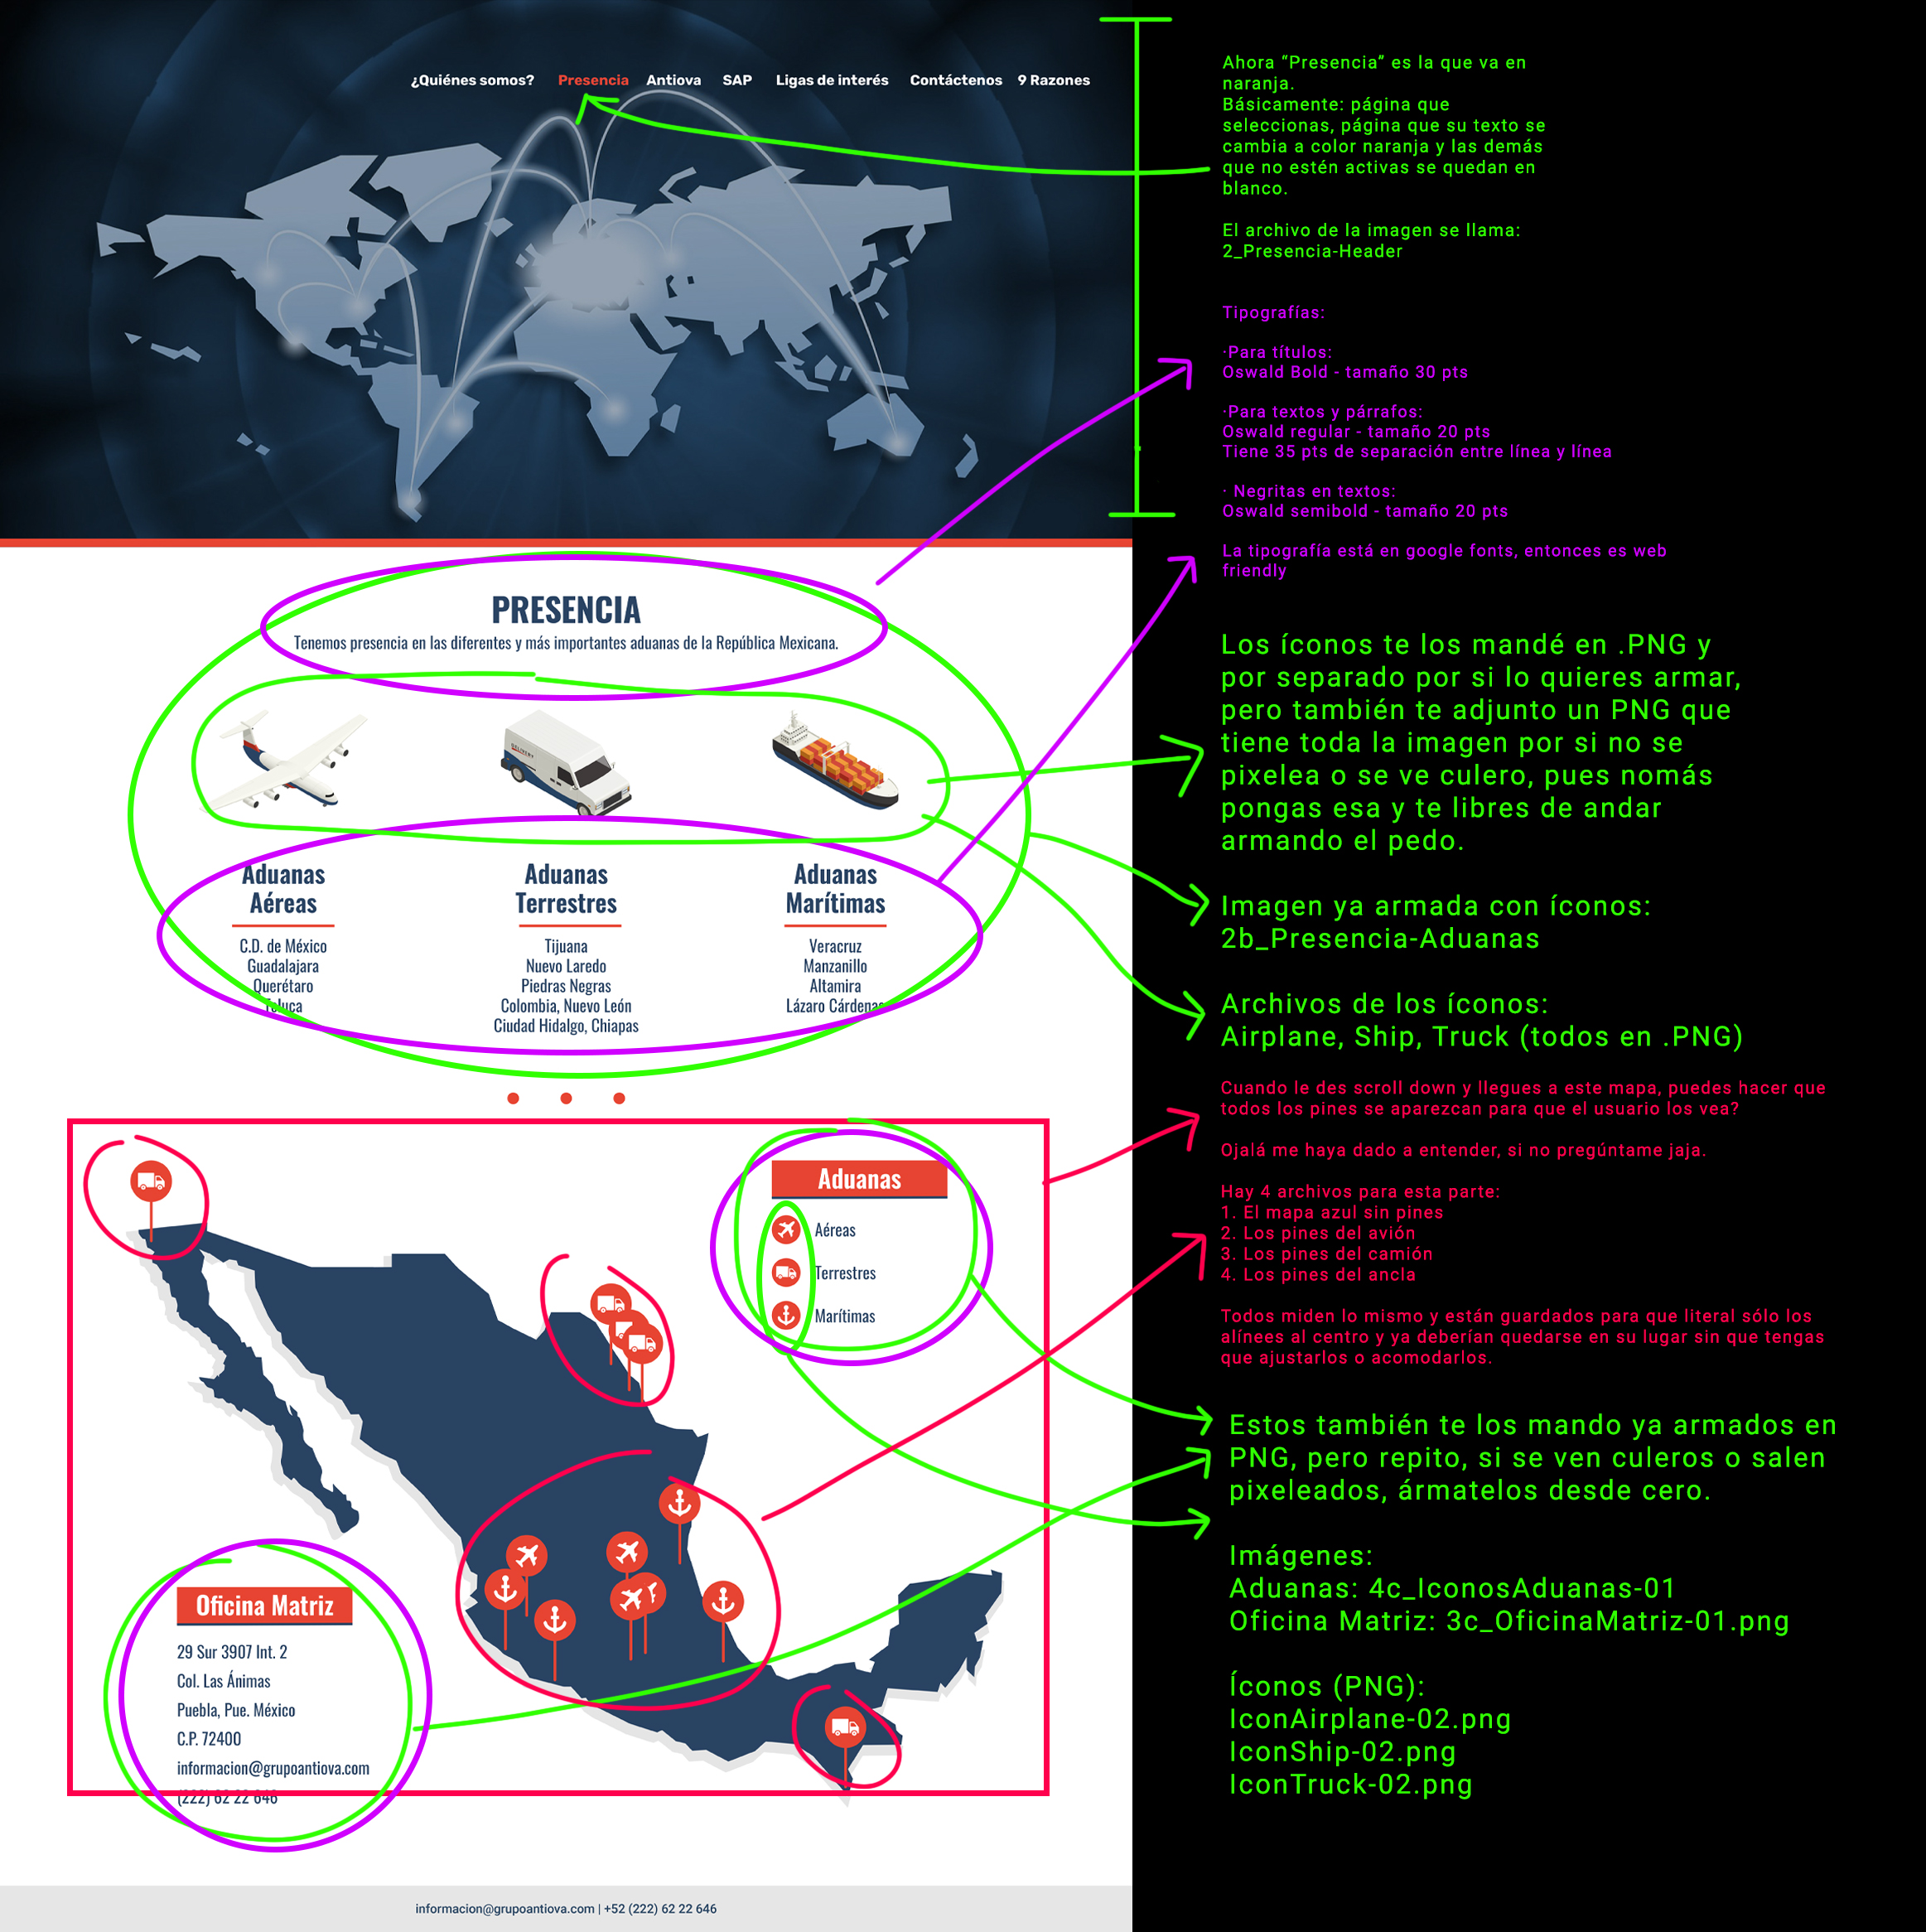 ¿Quiénes somos? Presencia Antiova SAP Ligas de interés Contáctenos 9 Razones
Ahora “Presencia” es la que va en
naranja.
Básicamente: página que
seleccionas, página que su texto se
cambia a color naranja y las demás
que no estén activas se quedan en
blanco.
El archivo de la imagen se llama:
2_Presencia-Header
Tipografías:
·Para títulos:
Oswald Bold - tamaño 30 pts
·Para textos y párrafos:
Oswald regular - tamaño 20 pts
Tiene 35 pts de separación entre línea y línea
· Negritas en textos:
Oswald semibold - tamaño 20 pts
La tipografía está en google fonts, entonces es web
friendly
PRESENCIA
Tenemos presencia en las diferentes y más importantes aduanas de la República Mexicana.
DELIVERY
Los íconos te los mandé en .PNG y
por separado por si lo quieres armar,
pero también te adjunto un PNG que
tiene toda la imagen por si no se
pixelea o se ve culero, pues nomás
pongas esa y te libres de andar
armando el pedo.
Imagen ya armada con íconos:
2b_Presencia-Aduanas
Archivos de los íconos:
Airplane, Ship, Truck (todos en .PNG)
Aduanas
Aéreas
C.D. de México
Guadalajara
Querétaro
Toluca
Aduanas
Terrestres
Tijuana
Nuevo Laredo
Piedras Negras
Colombia, Nuevo León
Ciudad Hidalgo, Chiapas
Aduanas
Marítimas
Veracruz
Manzanillo
Altamira
Lázaro Cárdenas
Cuando le des scroll down y llegues a este mapa, puedes hacer que
todos los pines se aparezcan para que el usuario los vea?
Ojalá me haya dado a entender, si no pregúntame jaja.
Hay 4 archivos para esta parte:
1. El mapa azul sin pines
2. Los pines del avión
3. Los pines del camión
4. Los pines del ancla
Todos miden lo mismo y están guardados para que literal sólo los
alínees al centro y ya deberían quedarse en su lugar sin que tengas
que ajustarlos o acomodarlos.
Aduanas
Aéreas
Terrestres
Marítimas
Estos también te los mando ya armados en
PNG, pero repito, si se ven culeros o salen
pixeleados, ármatelos desde cero.
Imágenes:
Aduanas: 4c_IconosAduanas-01
Oficina Matriz: 3c_OficinaMatriz-01.png
Íconos (PNG):
IconAirplane-02.png
IconShip-02.png
IconTruck-02.png
Oficina Matriz
29 Sur 3907 Int. 2
Col. Las Ánimas
Puebla, Pue. México
C.P. 72400
informacion@grupoantiova.com
(222) 62 22 646
informacion@grupoantiova.com | +52 (222) 62 22 646